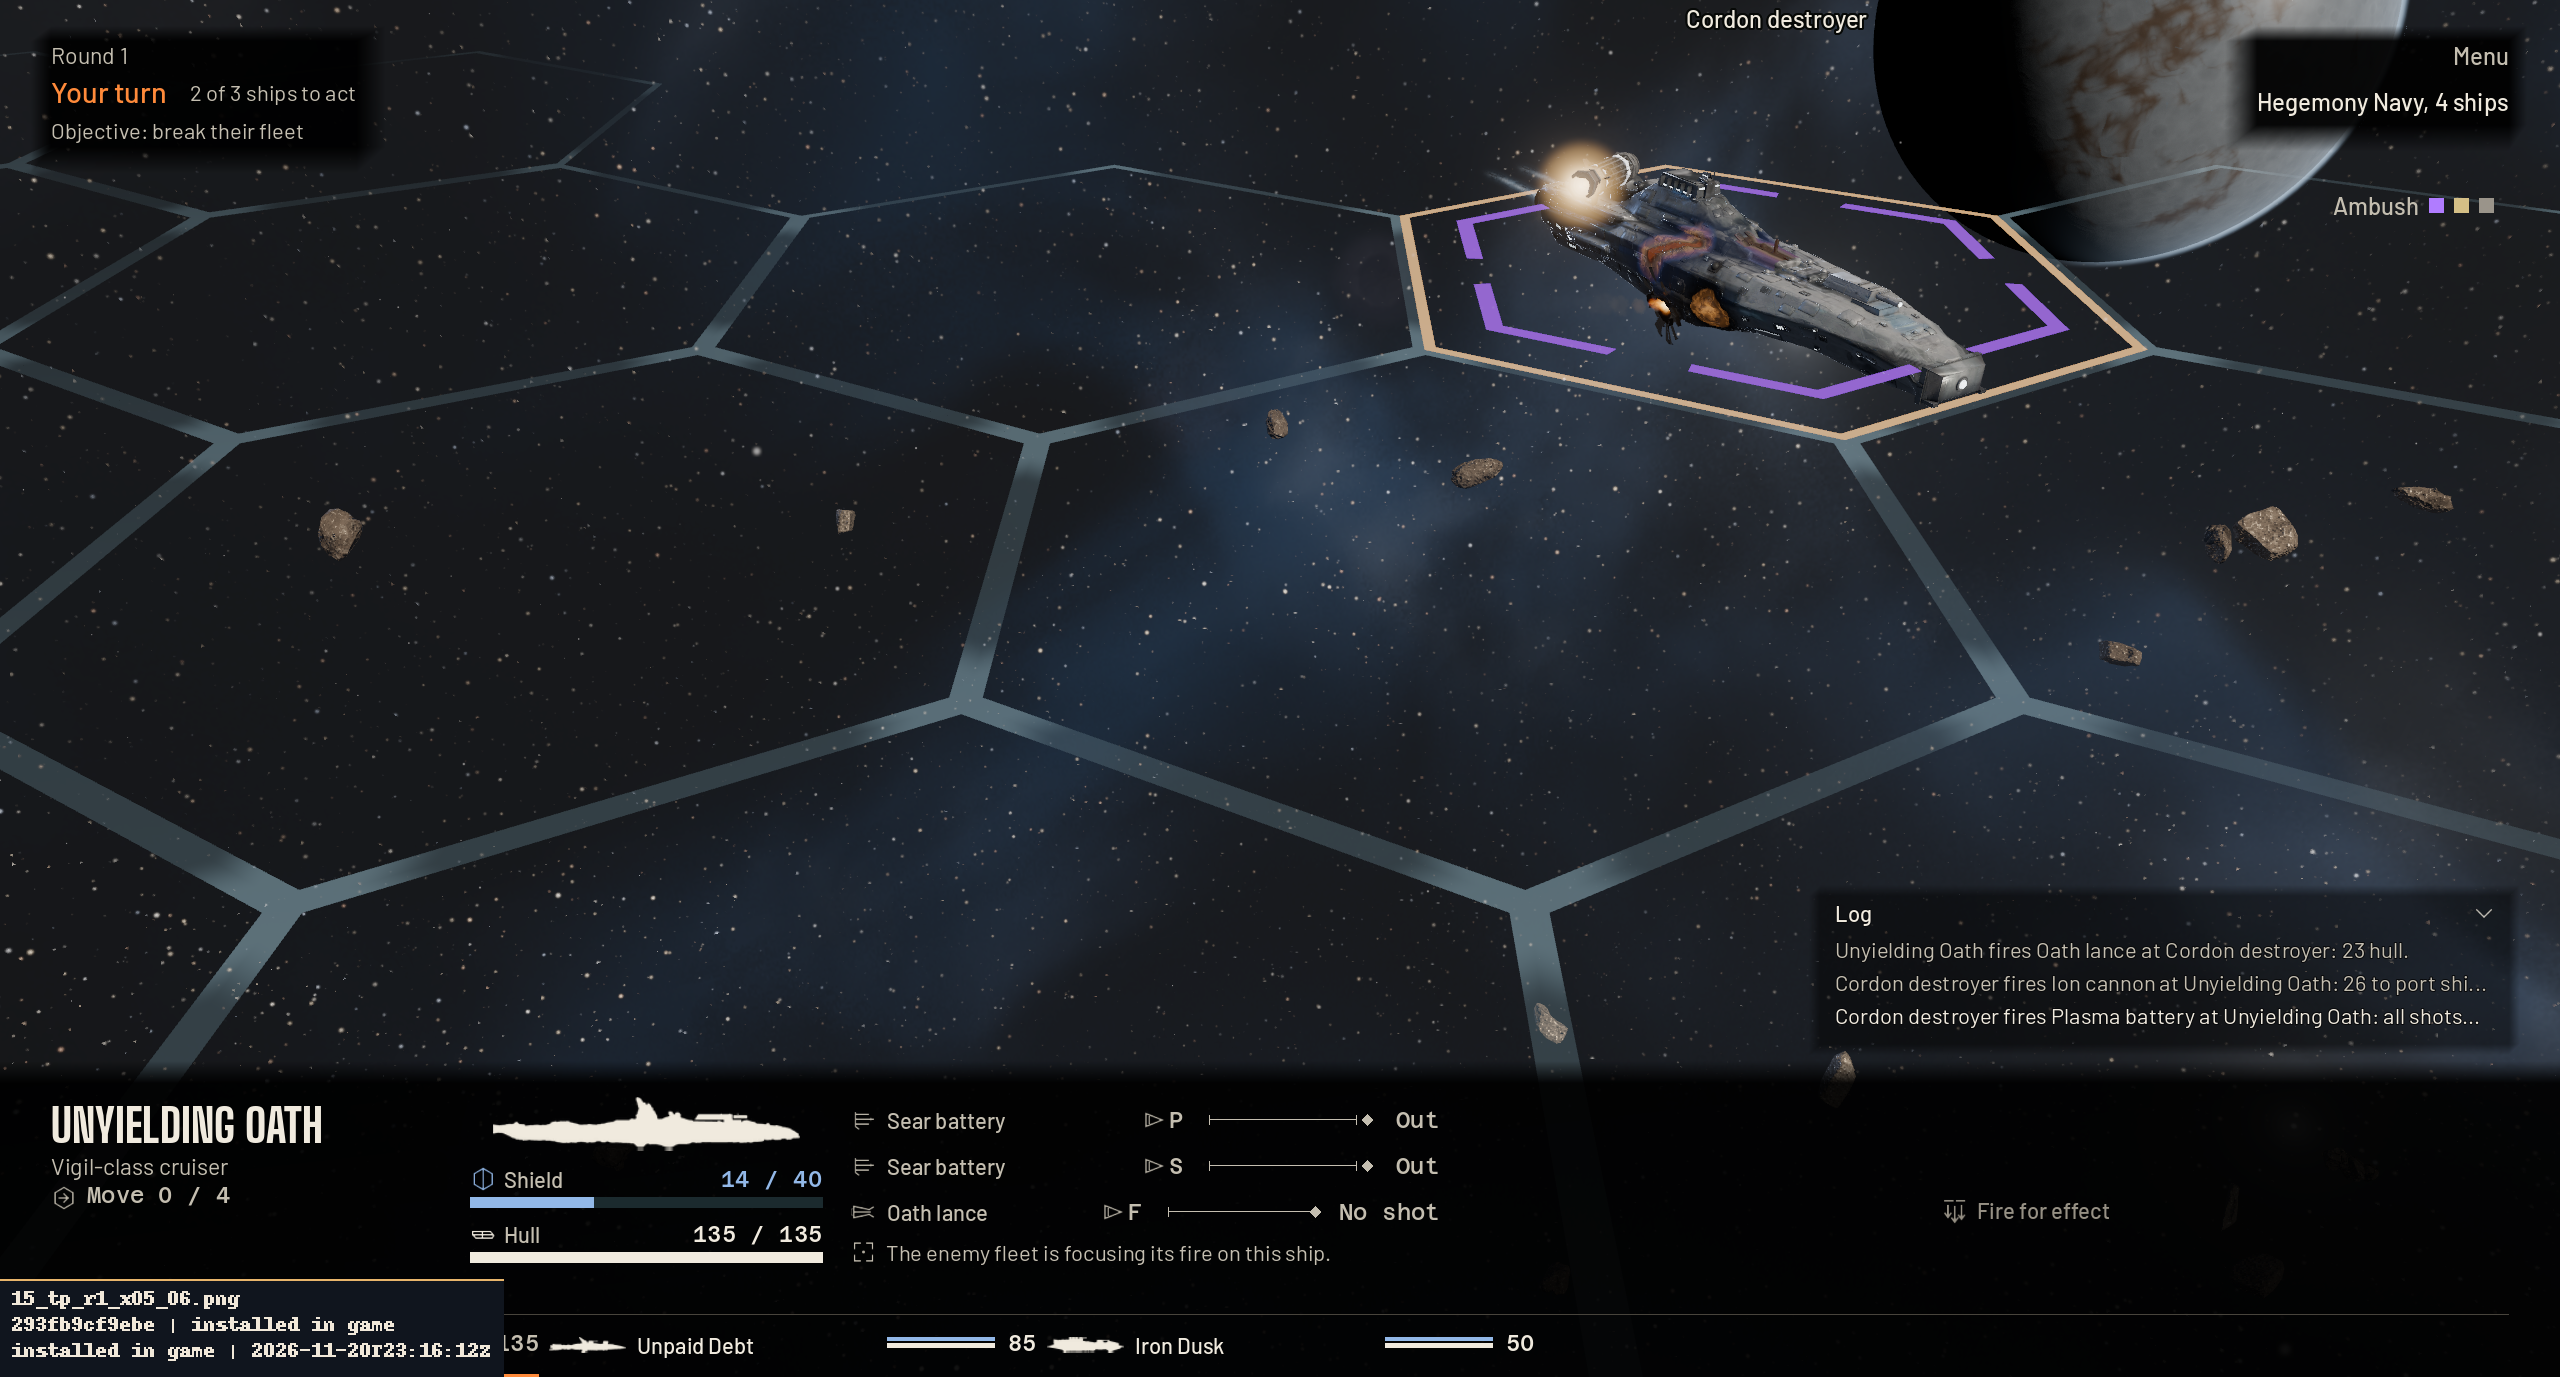 Cordon destroyer
Round 1
Your turn 2 of 3 ships to act
Objective: break their fleet
Menu
Hegemony Navy, 4 ships
Ambush
Log
Unyielding Oath fires Oath lance at Cordon destroyer: 23 hull.
Cordon destroyer fires Ion cannon at Unyielding Oath: 26 to port shi...
Cordon destroyer fires Plasma battery at Unyielding Oath: all shots...
UNYIELDING OATH
Vigil-class cruiser
Move 0 / 4
Shield 14 / 40
Hull 135 / 135
Sear battery P Out
Sear battery S Out
Oath lance F No shot
The enemy fleet is focusing its fire on this ship.
Fire for effect
15_tp_r1_x05_06.png
293fb9cf9ebe | installed in game
installed in game | 2026-11-20T23:16:12Z
135 Unpaid Debt 85 Iron Dusk 50